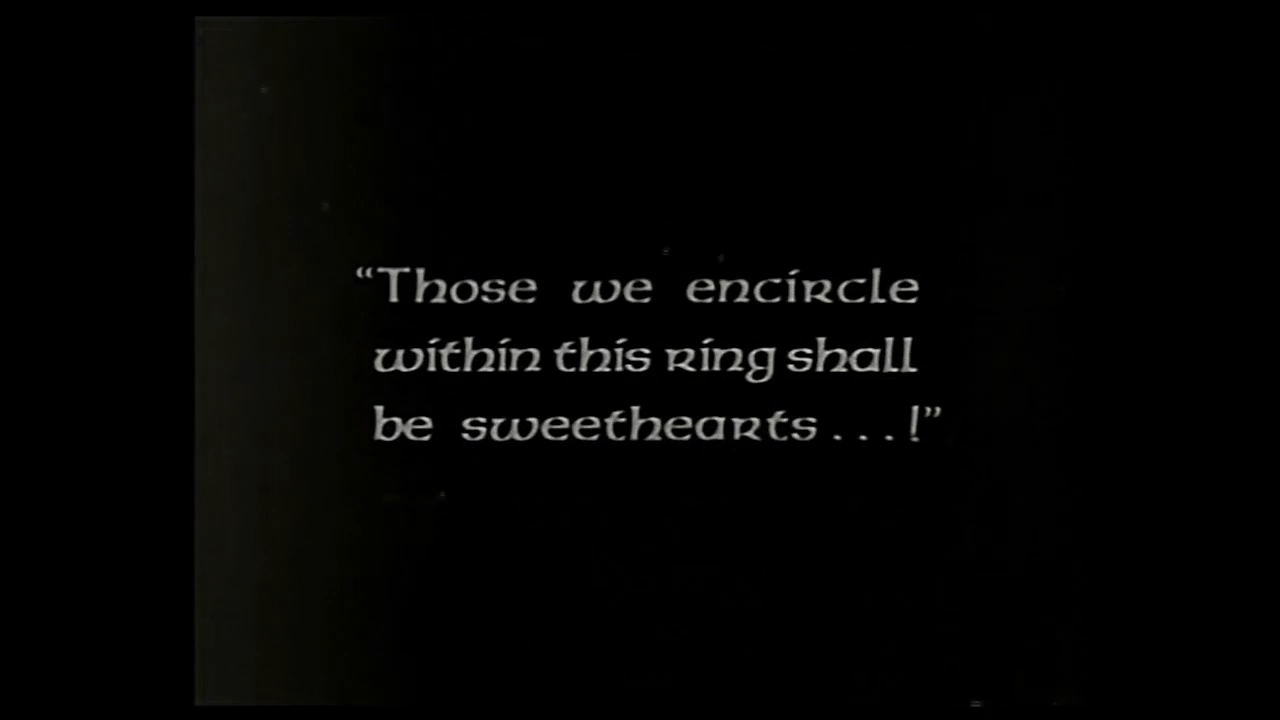 “Those we encircle
within this ring shall
be sweethearts...!”